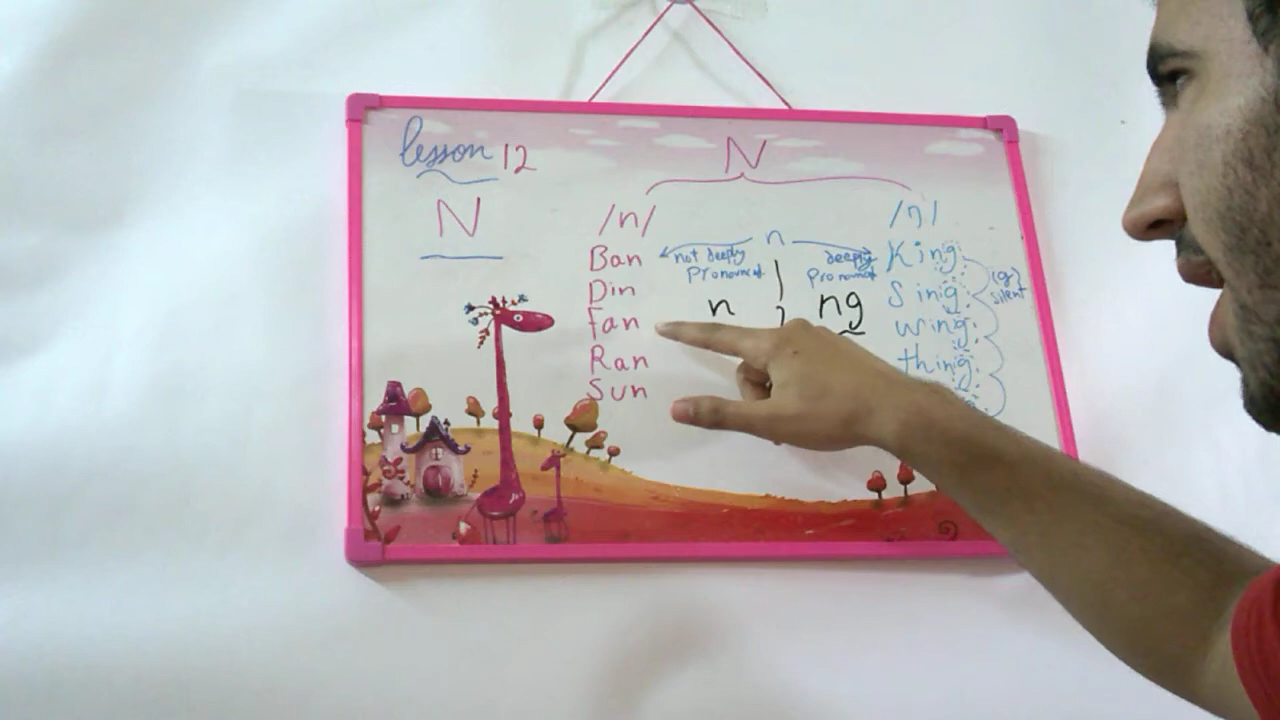 lesson 12
N
N
/n/
/ŋ/
n
not deeply
Pronounced
deeply
Pronounced
n
ng
Ban
Din
Fan
Ran
Sun
King
Sing
wing
thing
(g)
silent